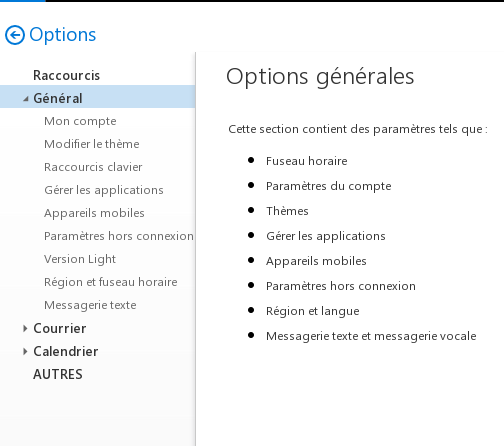 Options
Raccourcis
Général
Mon compte
Modifier le thème
Raccourcis clavier
Gérer les applications
Appareils mobiles
Paramètres hors connexion
Version Light
Région et fuseau horaire
Messagerie texte
Courrier
Calendrier
AUTRES
Options générales
Cette section contient des paramètres tels que :
Fuseau horaire
Paramètres du compte
Thèmes
Gérer les applications
Appareils mobiles
Paramètres hors connexion
Région et langue
Messagerie texte et messagerie vocale